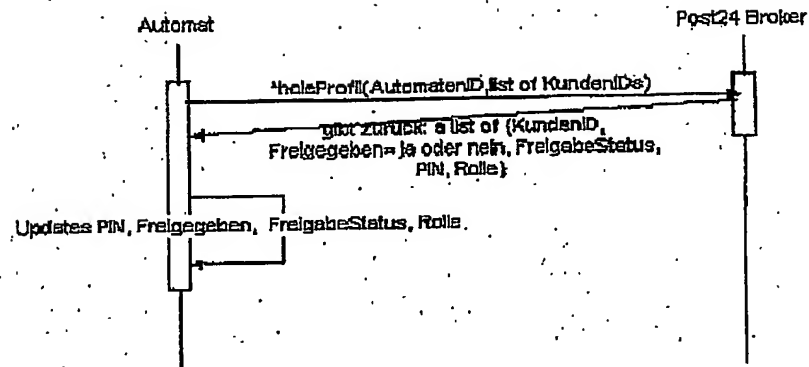 Automat
Post24 Broker
*holeProfil(AutomatenID,list of KundenIDs)
gibt zurück: a list of {KundenID,
Freigegeben= ja oder nein, FreigabeStatus,
PIN, Rolle}
Updates PIN, Freigegeben, FreigabeStatus, Rolle.